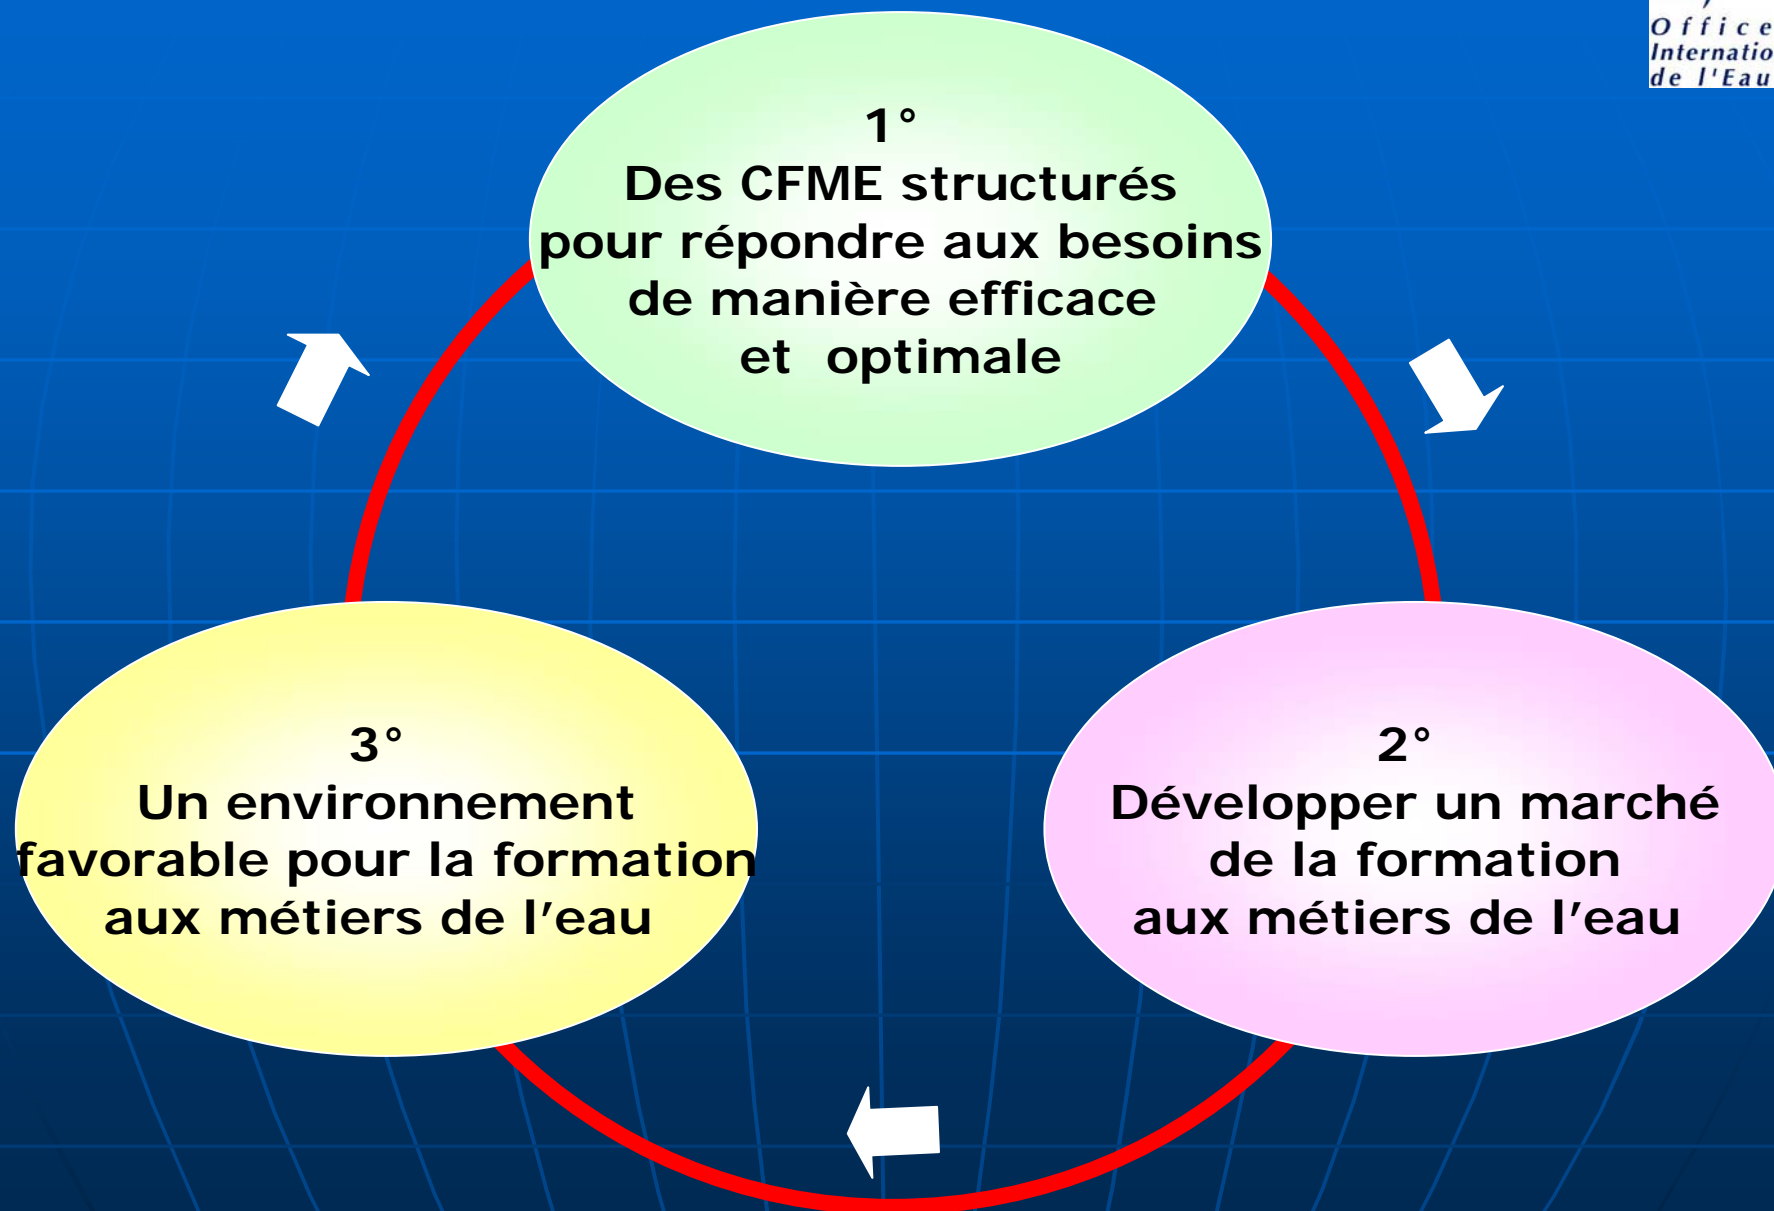 Office
Internatio
de l'Eau
1°
Des CFME structurés
pour répondre aux besoins
de manière efficace
et optimale
3°
Un environnement
favorable pour la formation
aux métiers de l’eau
2°
Développer un marché
de la formation
aux métiers de l’eau